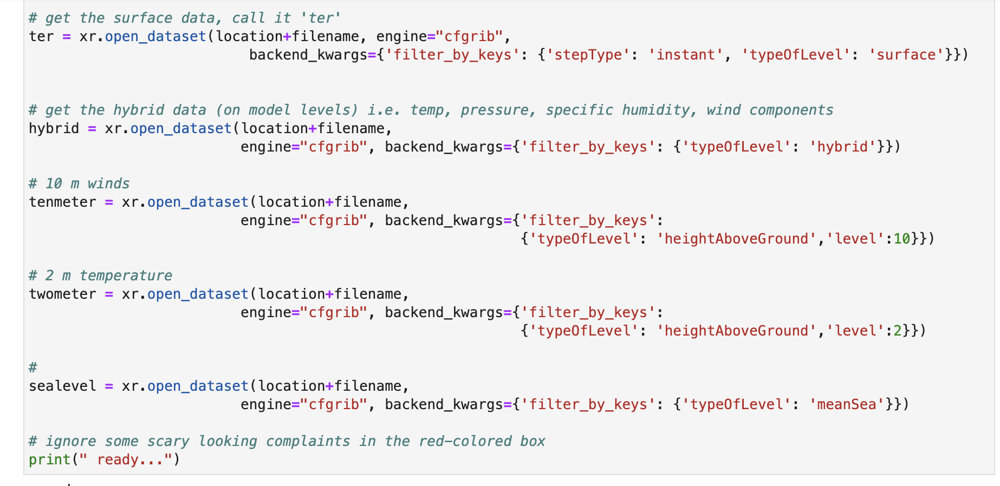 # get the surface data, call it 'ter'
ter = xr.open_dataset(location+filename, engine="cfgrib",
                          backend_kwargs={'filter_by_keys': {'stepType': 'instant', 'typeOfLevel': 'surface'}})
# get the hybrid data (on model levels) i.e. temp, pressure, specific humidity, wind components
hybrid = xr.open_dataset(location+filename,
                         engine="cfgrib", backend_kwargs={'filter_by_keys': {'typeOfLevel': 'hybrid'}})
# 10 m winds
tenmeter = xr.open_dataset(location+filename,
                         engine="cfgrib", backend_kwargs={'filter_by_keys':
                                                          {'typeOfLevel': 'heightAboveGround','level':10}})
# 2 m temperature
twometer = xr.open_dataset(location+filename,
                         engine="cfgrib", backend_kwargs={'filter_by_keys':
                                                          {'typeOfLevel': 'heightAboveGround','level':2}})
#
sealevel = xr.open_dataset(location+filename,
                         engine="cfgrib", backend_kwargs={'filter_by_keys': {'typeOfLevel': 'meanSea'}})
# ignore some scary looking complaints in the red-colored box
print(" ready...")